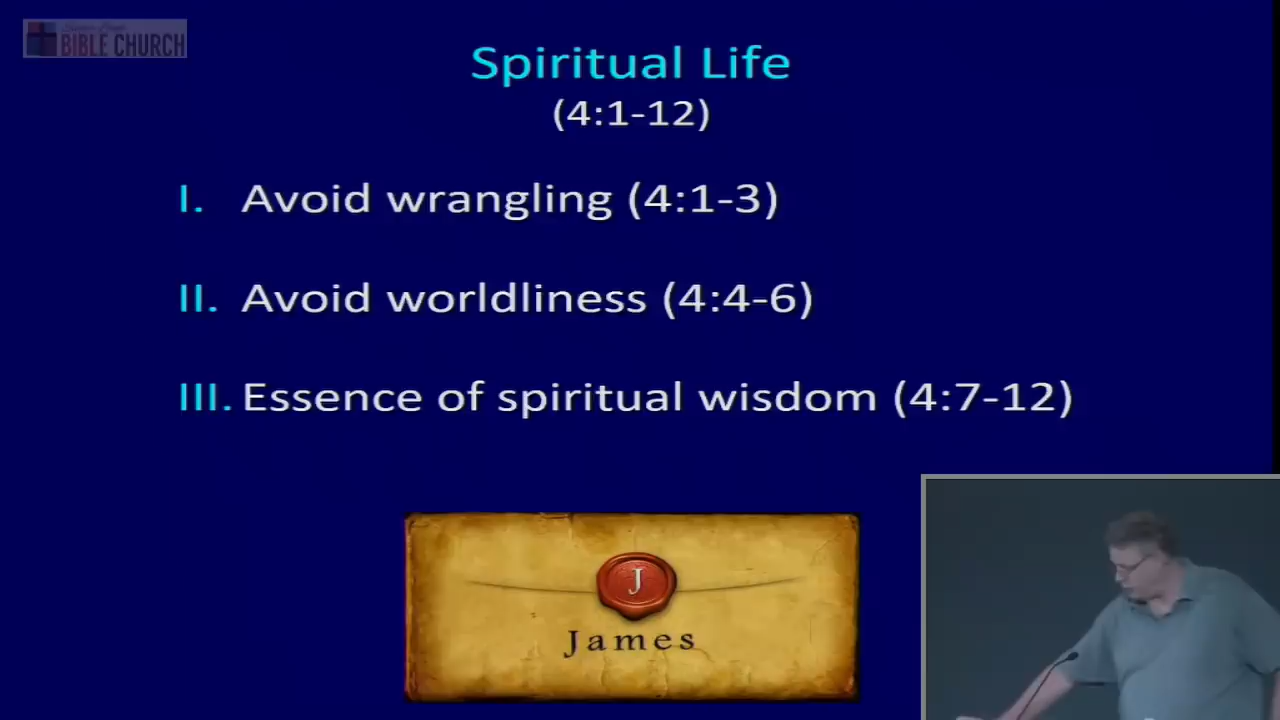 BIBLE CHURCH
Spiritual Life
(4:1-12)
I. Avoid wrangling (4:1-3)
II. Avoid worldliness (4:4-6)
III. Essence of spiritual wisdom (4:7-12)
J
James